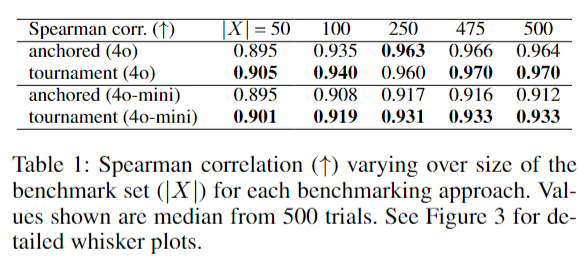 Spearman corr. (↑) |X| = 50 100 250 475 500
anchored (4o) 0.895 0.935 0.963 0.966 0.964
tournament (4o) 0.905 0.940 0.960 0.970 0.970
anchored (4o-mini) 0.895 0.908 0.917 0.916 0.912
tournament (4o-mini) 0.901 0.919 0.931 0.933 0.933
Table 1: Spearman correlation (↑) varying over size of the
benchmark set (|X|) for each benchmarking approach. Val-
ues shown are median from 500 trials. See Figure 3 for de-
tailed whisker plots.